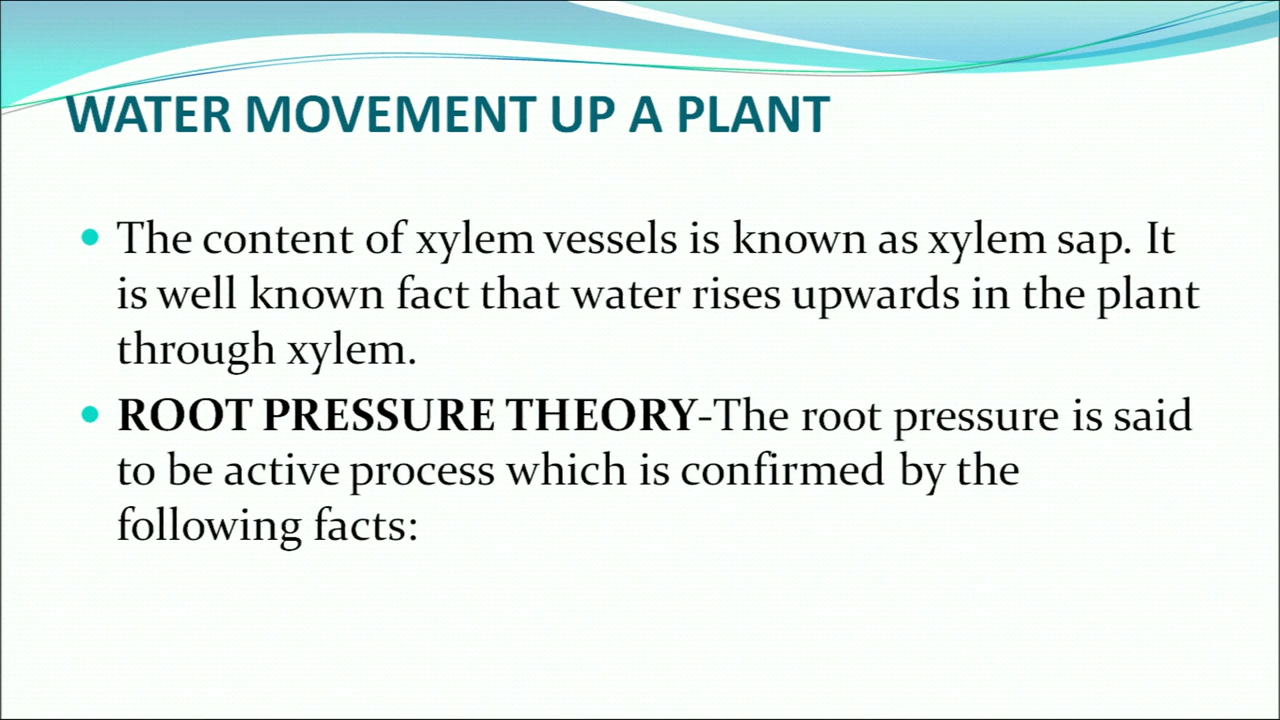 WATER MOVEMENT UP A PLANT
The content of xylem vessels is known as xylem sap. It
is well known fact that water rises upwards in the plant
through xylem.
ROOT PRESSURE THEORY-The root pressure is said
to be active process which is confirmed by the
following facts: